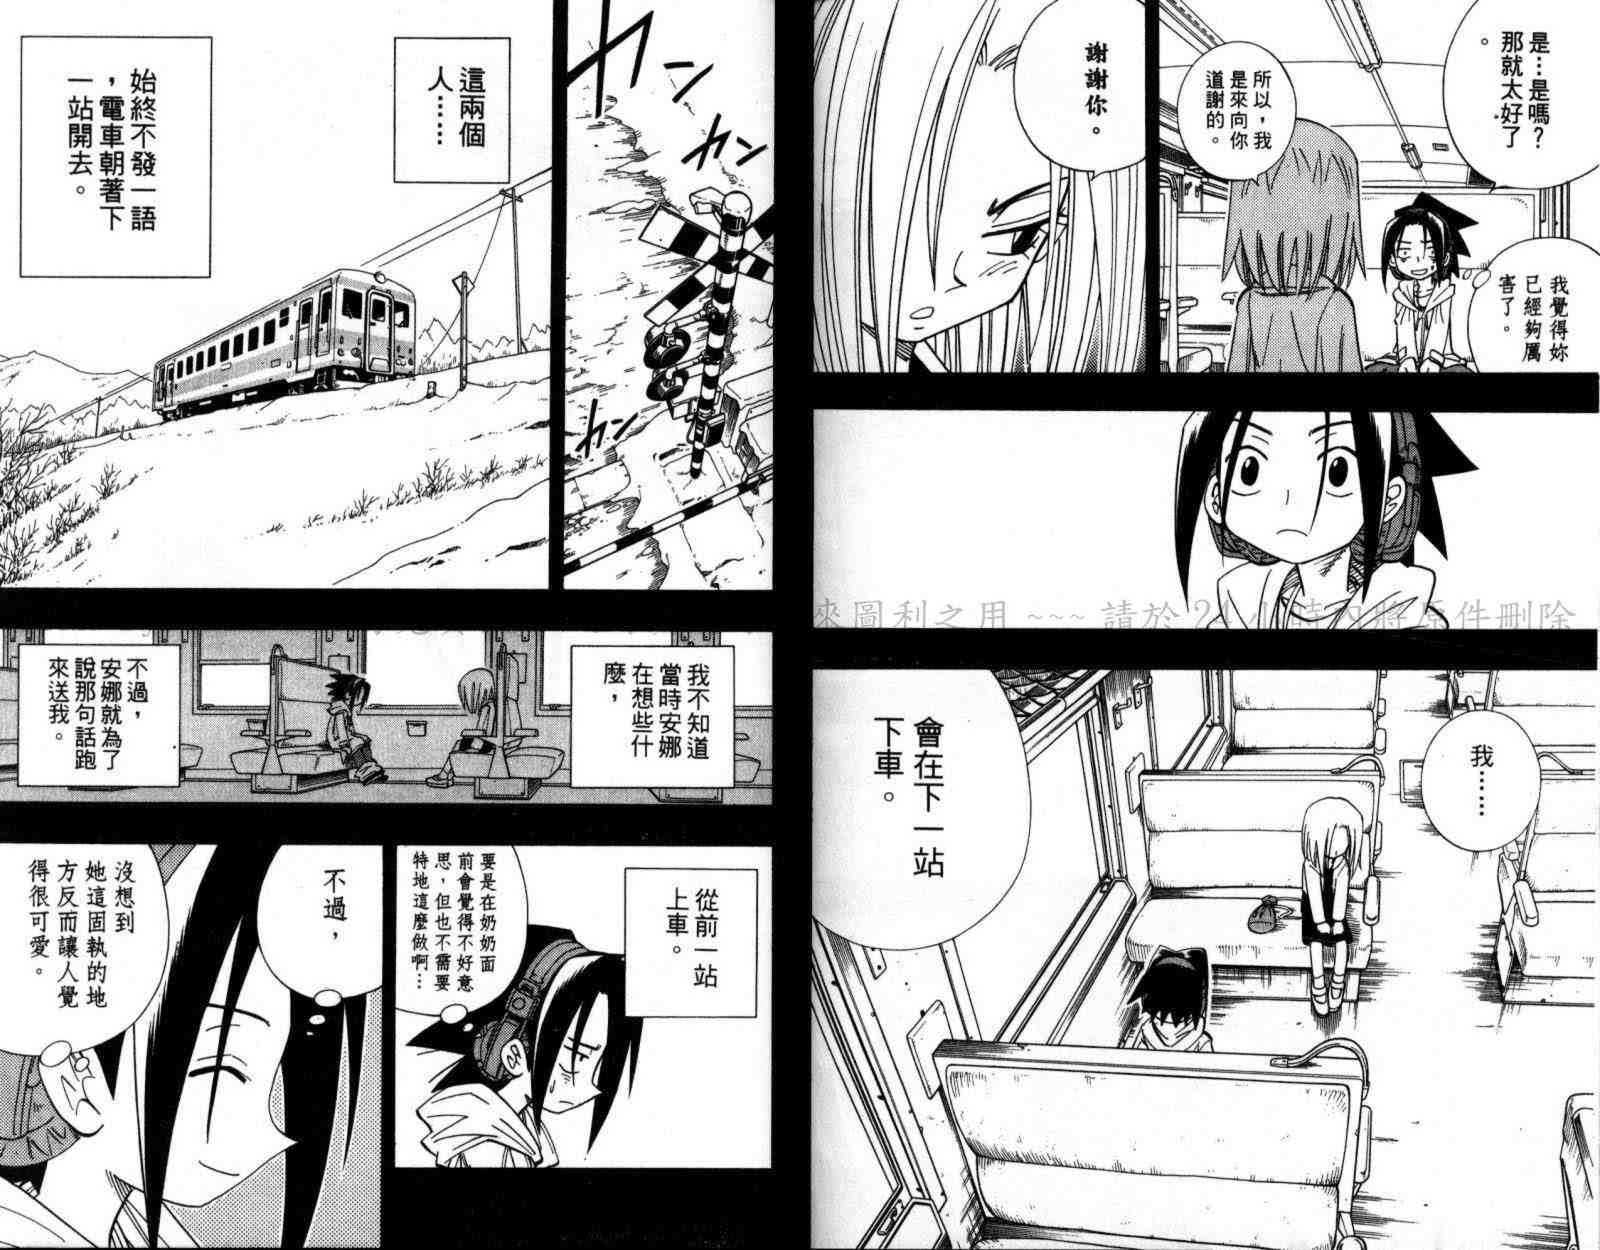 是…是嗎？
那就太好了
。
我覺得妳
已經夠厲
害了。
所以，我
是來向你
道謝的。
謝謝你。
來圖利之用 ~~~ 請於 24 小時內將原件刪除
我……
會在下一站
下車。
カン
カン
カン
這兩個
人……
始終不發一語
，電車朝著下
一站開去。
我不知道
當時安娜
在想些什
麼，
不過，
安娜就為了
說那句話跑
來送我。
從前一站
上車。
要是在奶奶面
前會覺得不好意
思，但也不需要
特地這麼做啊…
不過，
沒想到
她這固執的地
方反而讓人覺
得很可愛。